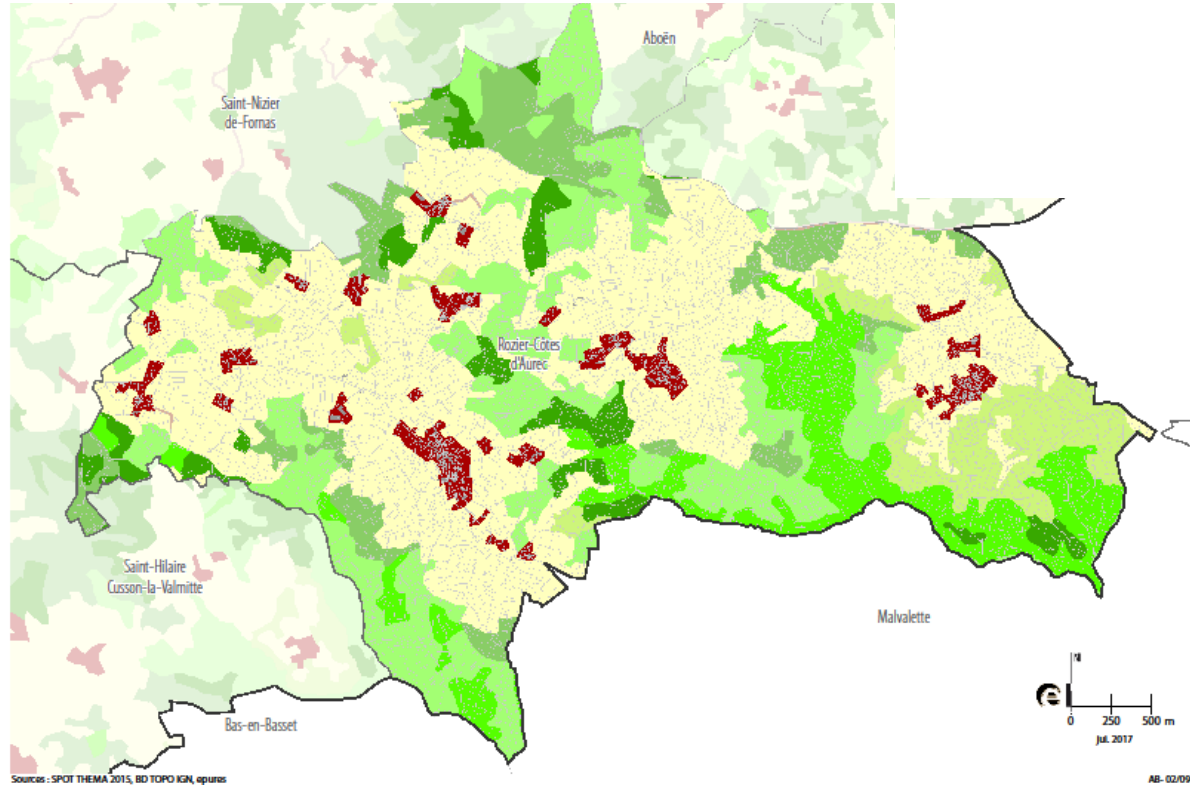 Aboën
Saint-Nizier
de-Fornas
Rozier-Côtes
d'Aurec
Saint-Hilaire
Cusson-la-Valmitte
Malvalette
Bas-en-Basset
N
0 250 500 m
Jul. 2017
Sources : SPOT THEMA 2015, BD TOPO IGN, epures
AB- 02/09